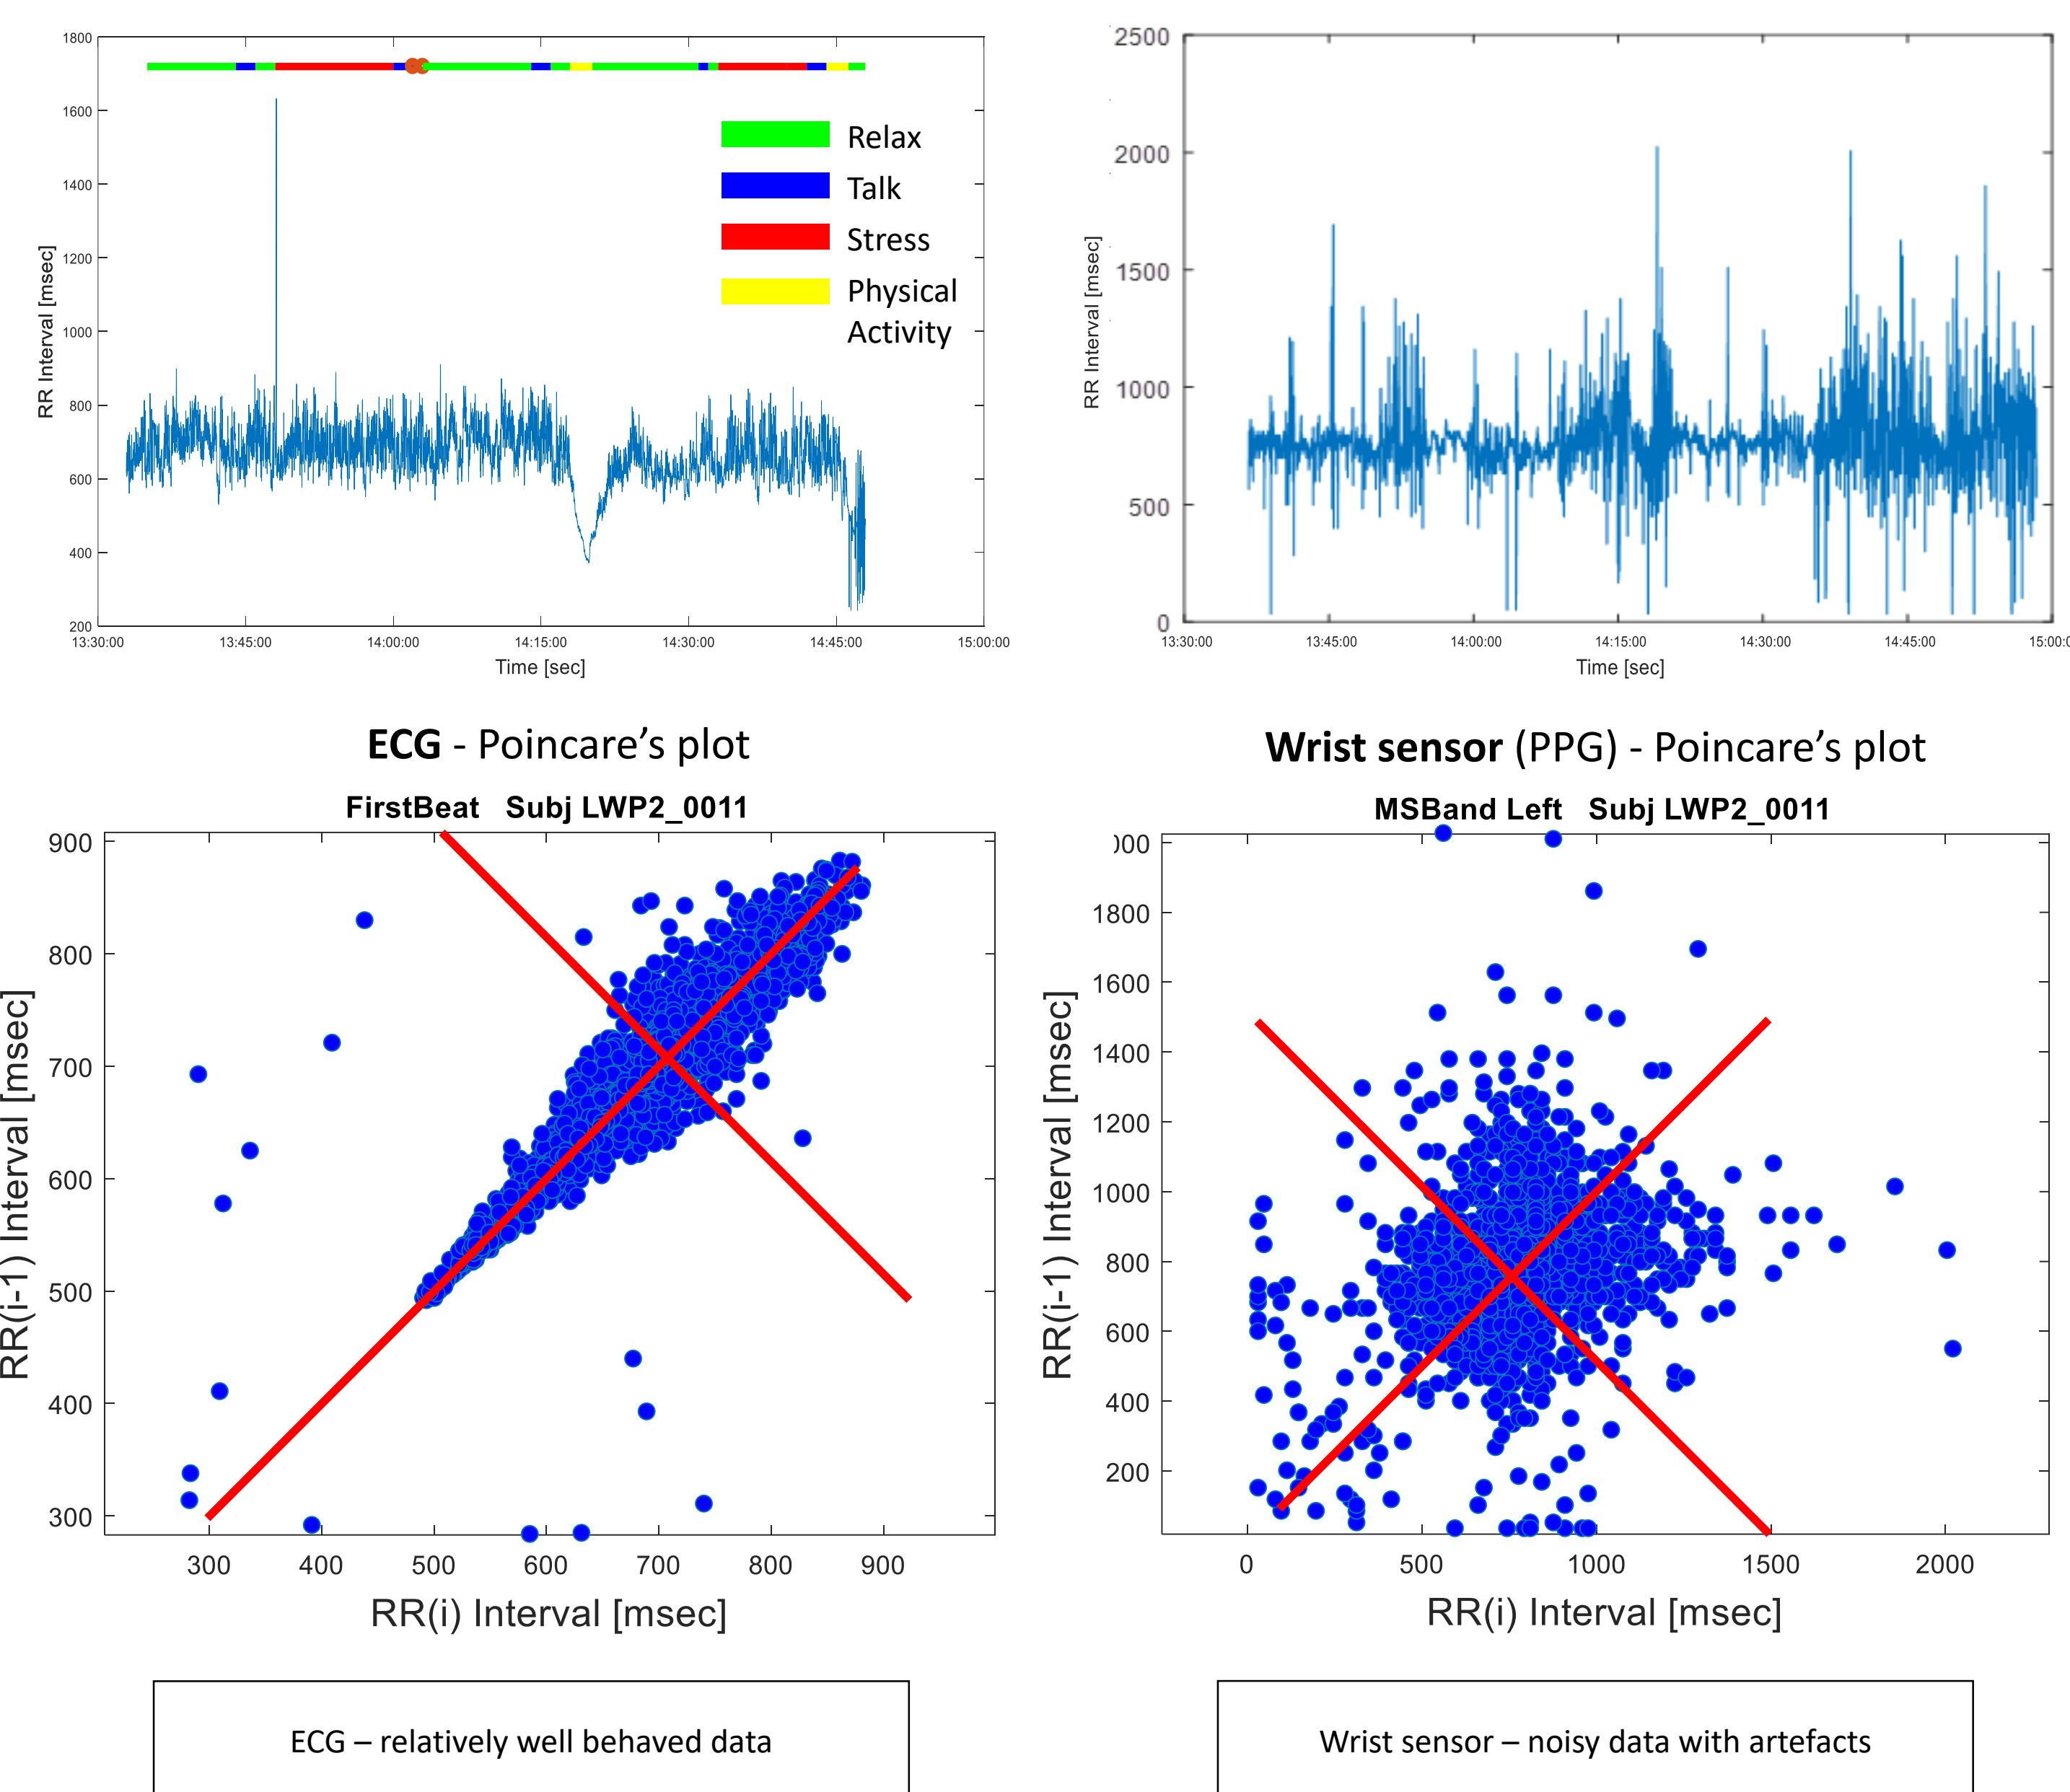 1800
1600
1400
1200
1000
800
600
400
200
RR Interval [msec]
13:30:00 13:45:00 14:00:00 14:15:00 14:30:00 14:45:00 15:00:00
Time [sec]
Relax
Talk
Stress
Physical
Activity
2500
2000
1500
1000
500
0
RR Interval [msec]
13:30:00 13:45:00 14:00:00 14:15:00 14:30:00 14:45:00 15:00:0
Time [sec]
ECG - Poincare's plot
FirstBeat Subj LWP2_0011
900
800
700
600
500
400
300
RR(i-1) Interval [msec]
300 400 500 600 700 800 900
RR(i) Interval [msec]
ECG – relatively well behaved data
Wrist sensor (PPG) - Poincare's plot
MSBand Left Subj LWP2_0011
000
1800
1600
1400
1200
1000
800
600
400
200
RR(i-1) Interval [msec]
0 500 1000 1500 2000
RR(i) Interval [msec]
Wrist sensor – noisy data with artefacts